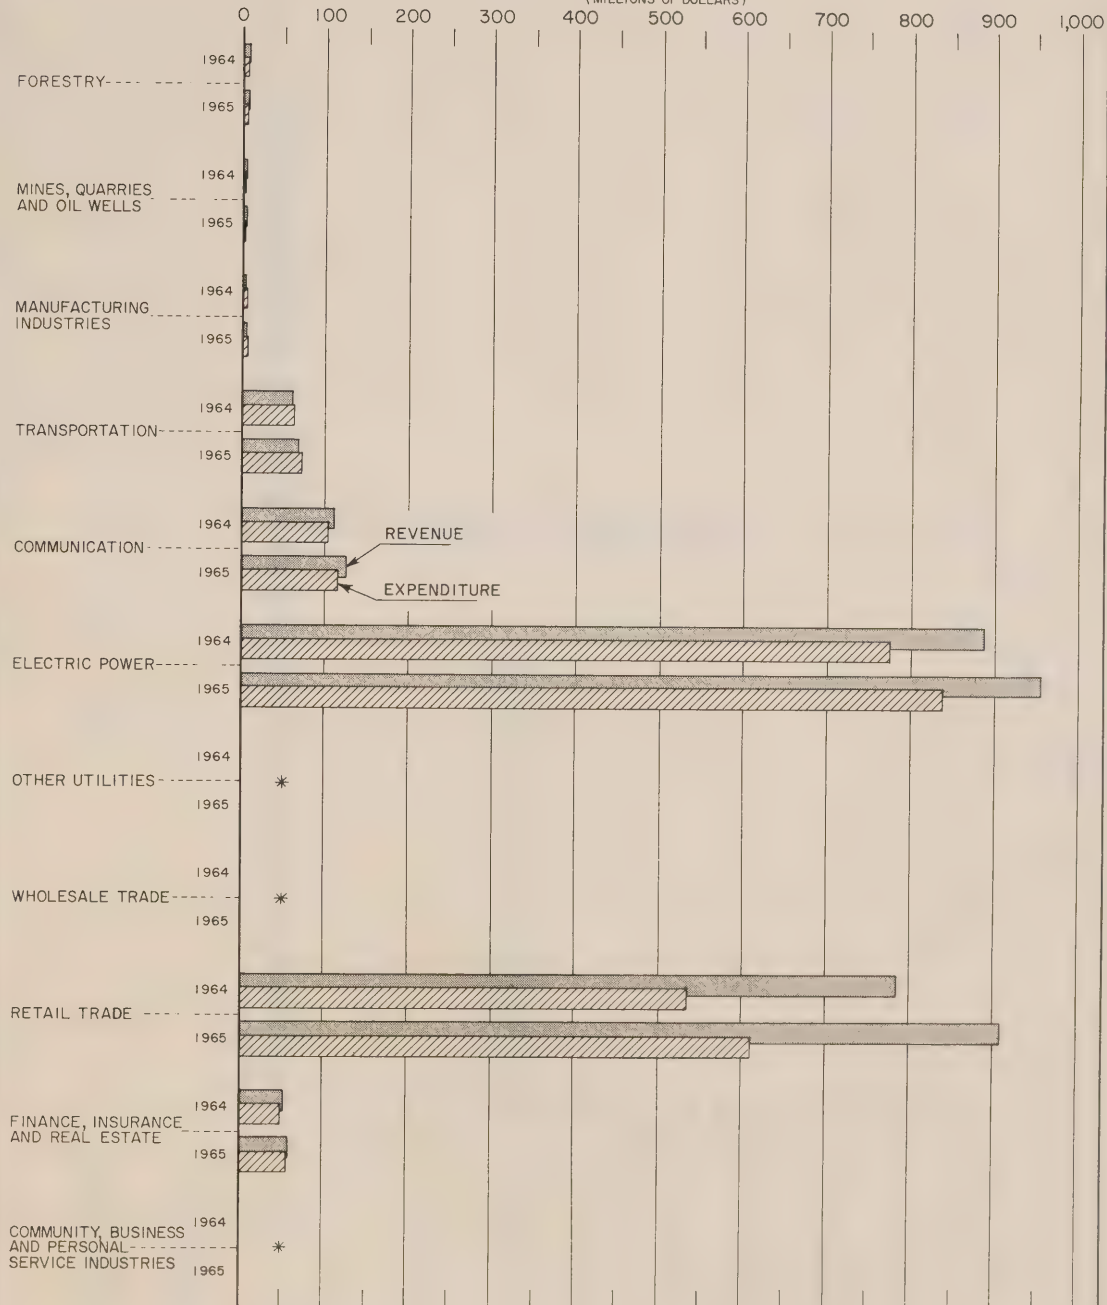 (MILLIONS OF DOLLARS)
0 100 200 300 400 500 600 700 800 900 1,000
1964
FORESTRY
1965
1964
MINES, QUARRIES
AND OIL WELLS
1965
1964
MANUFACTURING
INDUSTRIES
1965
1964
TRANSPORTATION
1965
1964
REVENUE
COMMUNICATION
1965
EXPENDITURE
1964
ELECTRIC POWER
1965
1964
OTHER UTILITIES *
1965
1964
WHOLESALE TRADE *
1965
1964
RETAIL TRADE
1965
1964
FINANCE, INSURANCE
AND REAL ESTATE
1965
1964
COMMUNITY, BUSINESS
AND PERSONAL *
SERVICE INDUSTRIES
1965